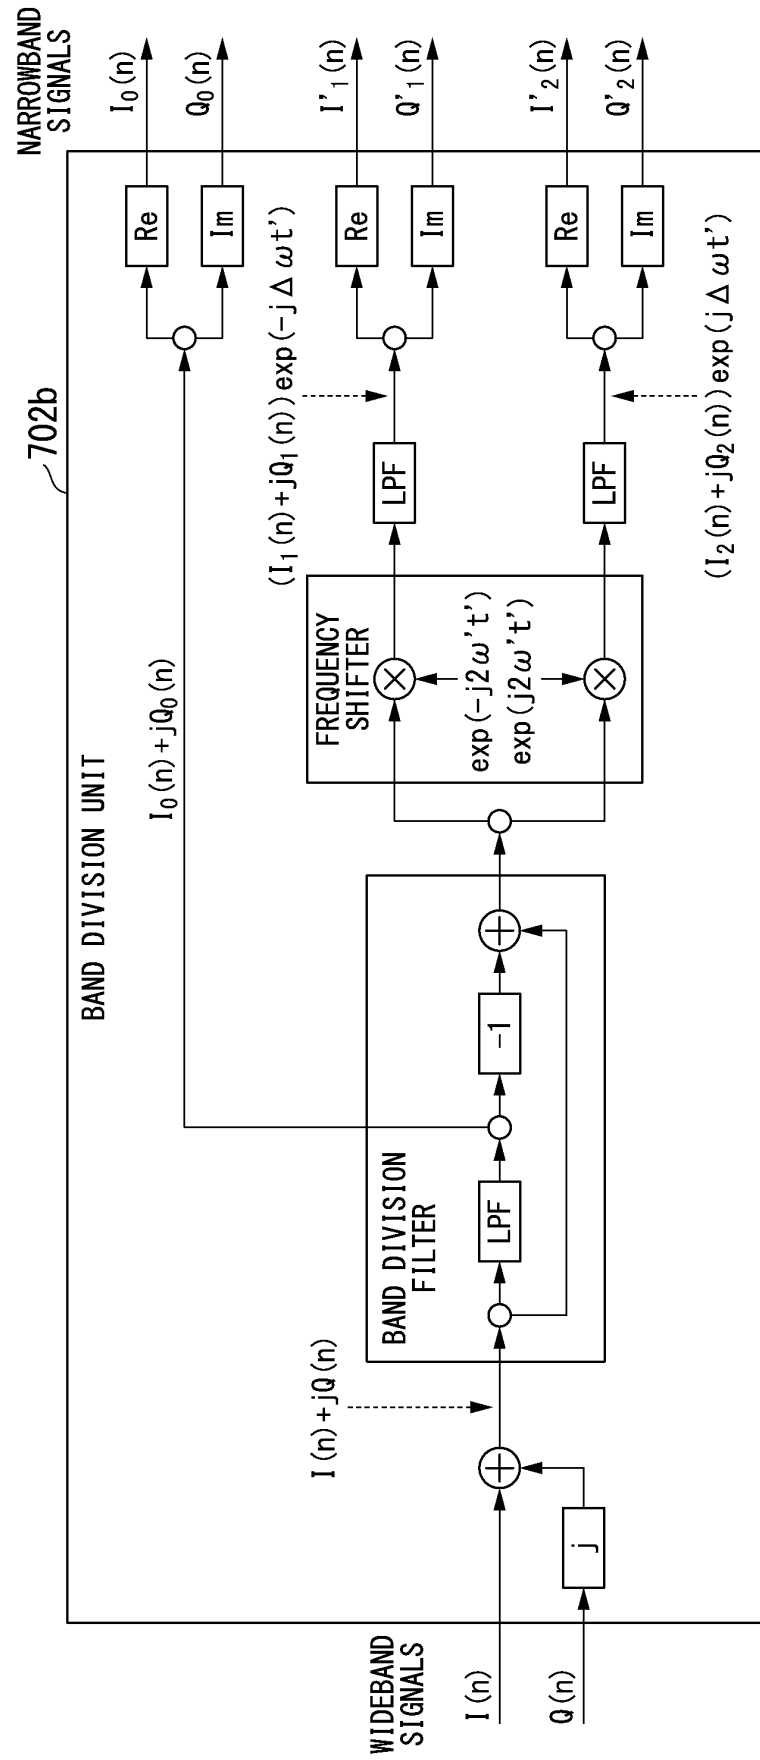 702b
BAND DIVISION UNIT
WIDEBAND
SIGNALS
I(n)
Q(n)
j
I(n)+jQ(n)
BAND DIVISION
FILTER
LPF
-1
I₀(n)+jQ₀(n)
FREQUENCY
SHIFTER
exp(-j2ω't')
exp(j2ω't')
LPF
LPF
(I₁(n)+jQ₁(n))exp(-jΔωt')
(I₂(n)+jQ₂(n))exp(jΔωt')
Re
Im
Re
Im
Re
Im
NARROWBAND
SIGNALS
I₀(n)
Q₀(n)
I'₁(n)
Q'₁(n)
I'₂(n)
Q'₂(n)